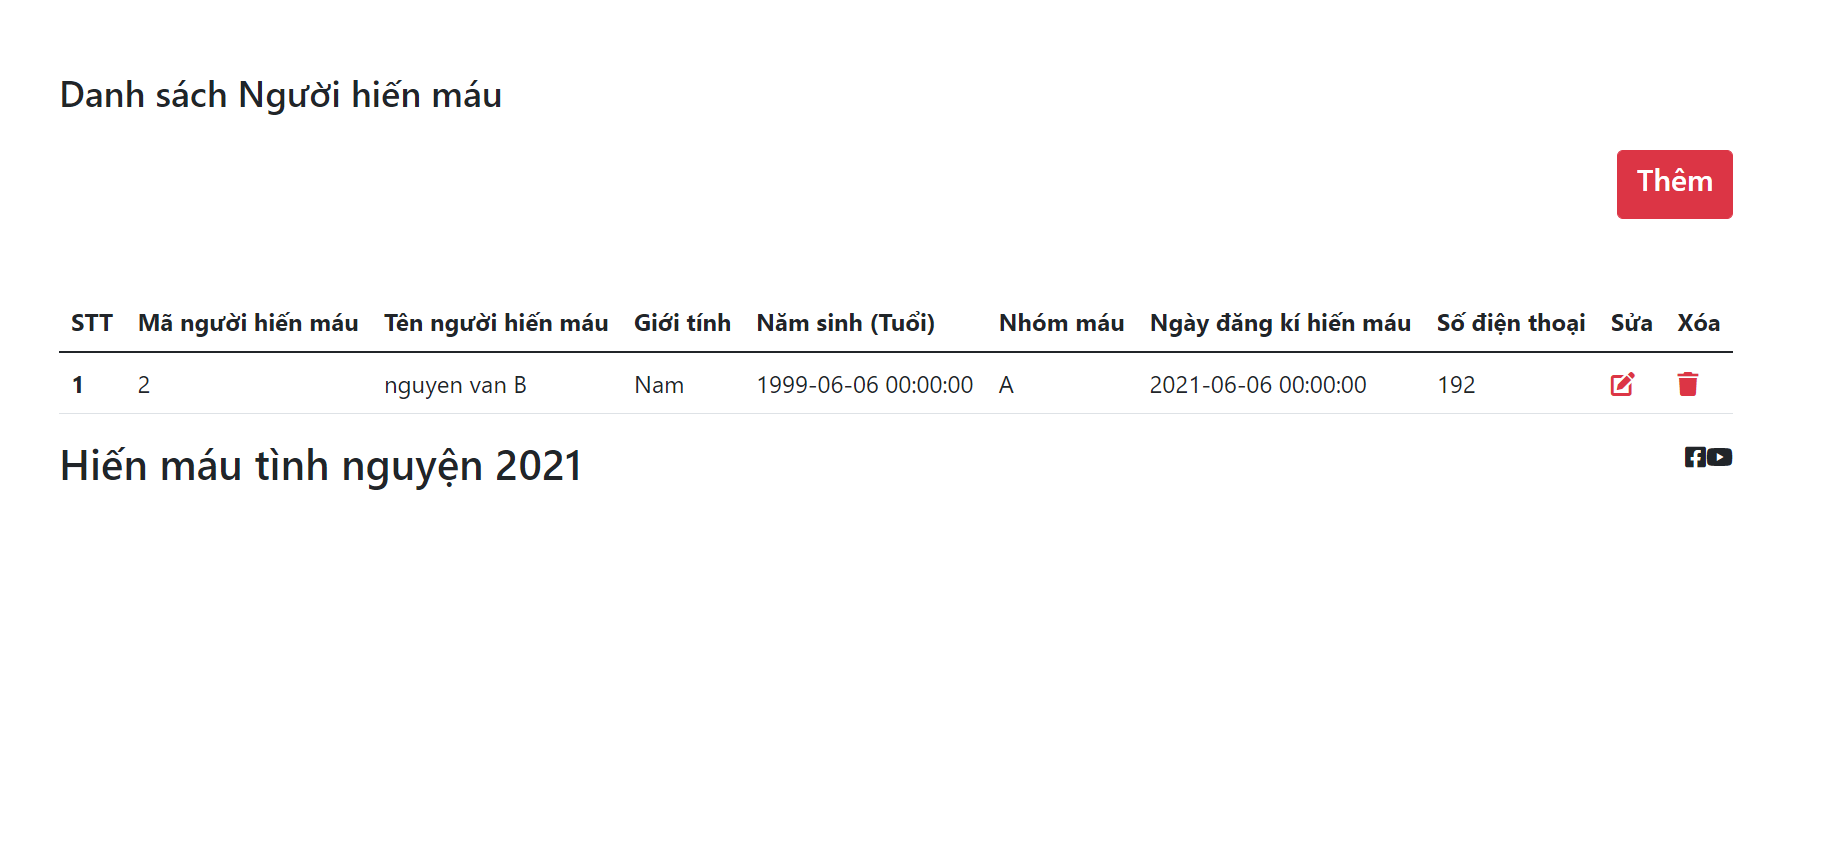 Danh sách Người hiến máu
Thêm
STT Mã người hiến máu Tên người hiến máu Giới tính Năm sinh (Tuổi) Nhóm máu Ngày đăng kí hiến máu Số điện thoại Sửa Xóa
1 2 nguyen van B Nam 1999-06-06 00:00:00 A 2021-06-06 00:00:00 192
Hiến máu tình nguyện 2021